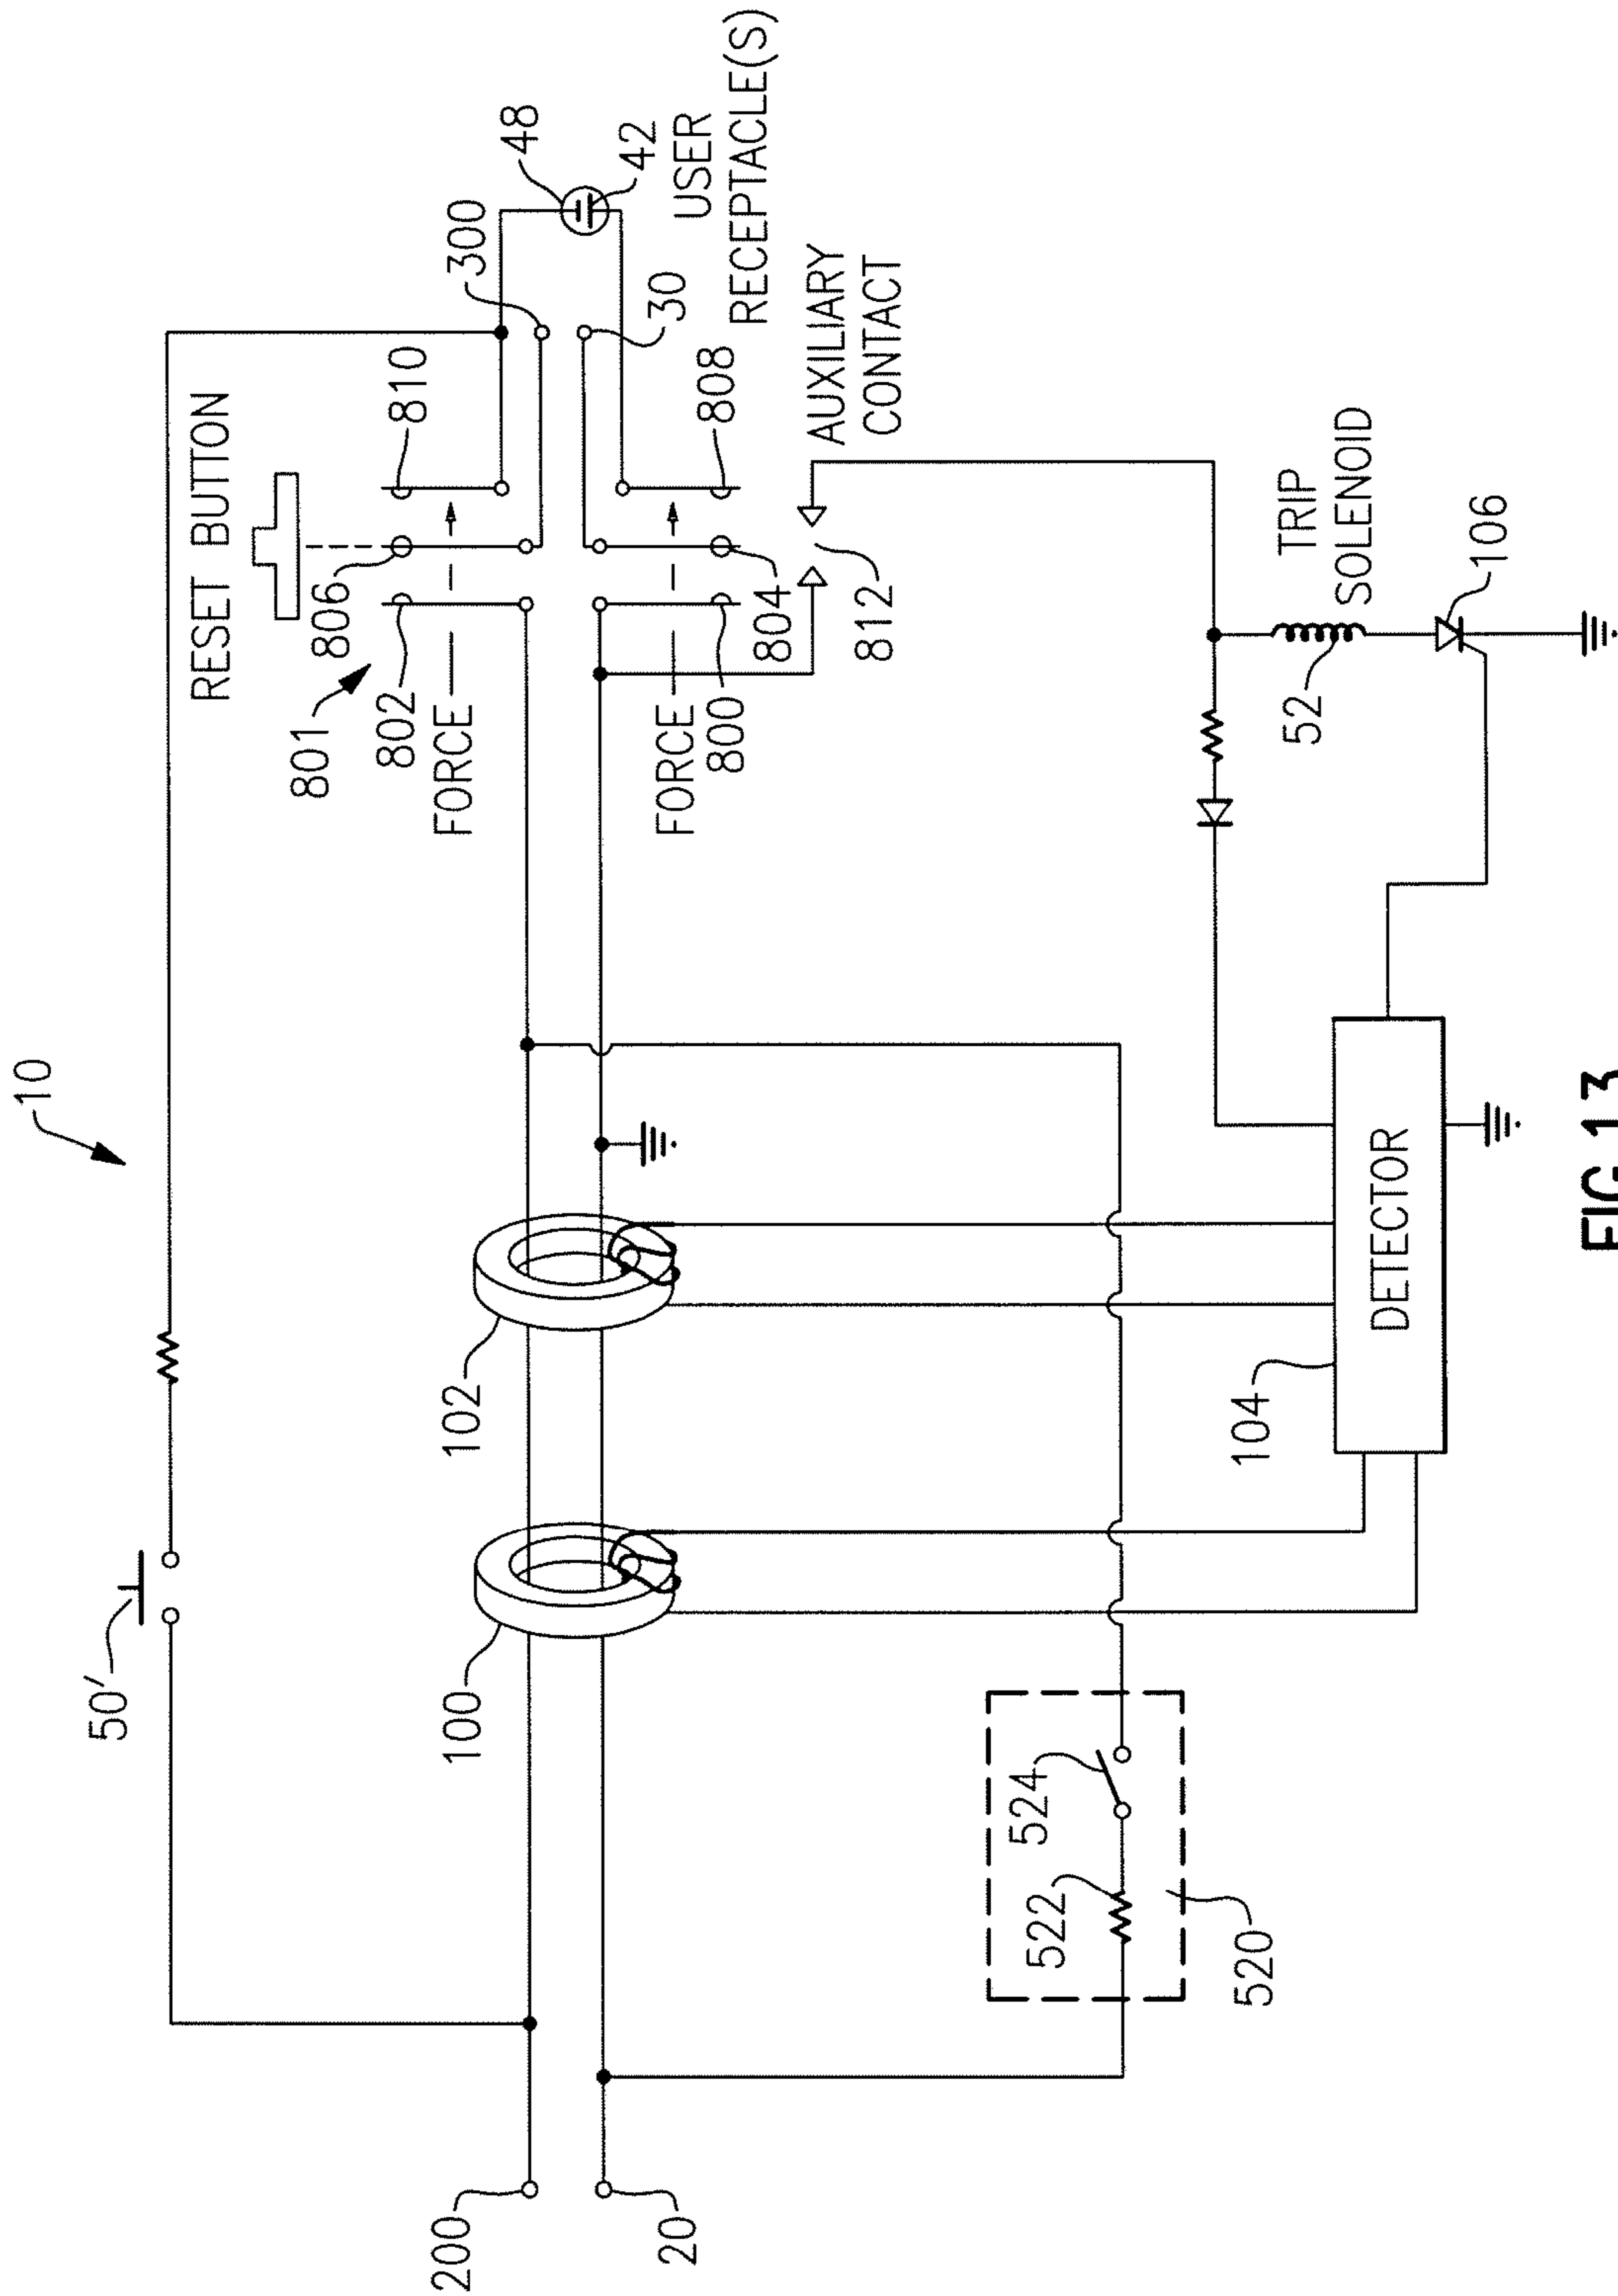 10
50'
RESET BUTTON
801
802
806
810
FORCE
FORCE
800
804
808
300
30
48
42
USER
RECEPTACLE(S)
AUXILIARY
CONTACT
812
200
20
100
102
524
522
520
104
DETECTOR
52
TRIP
SOLENOID
106
FIG.13